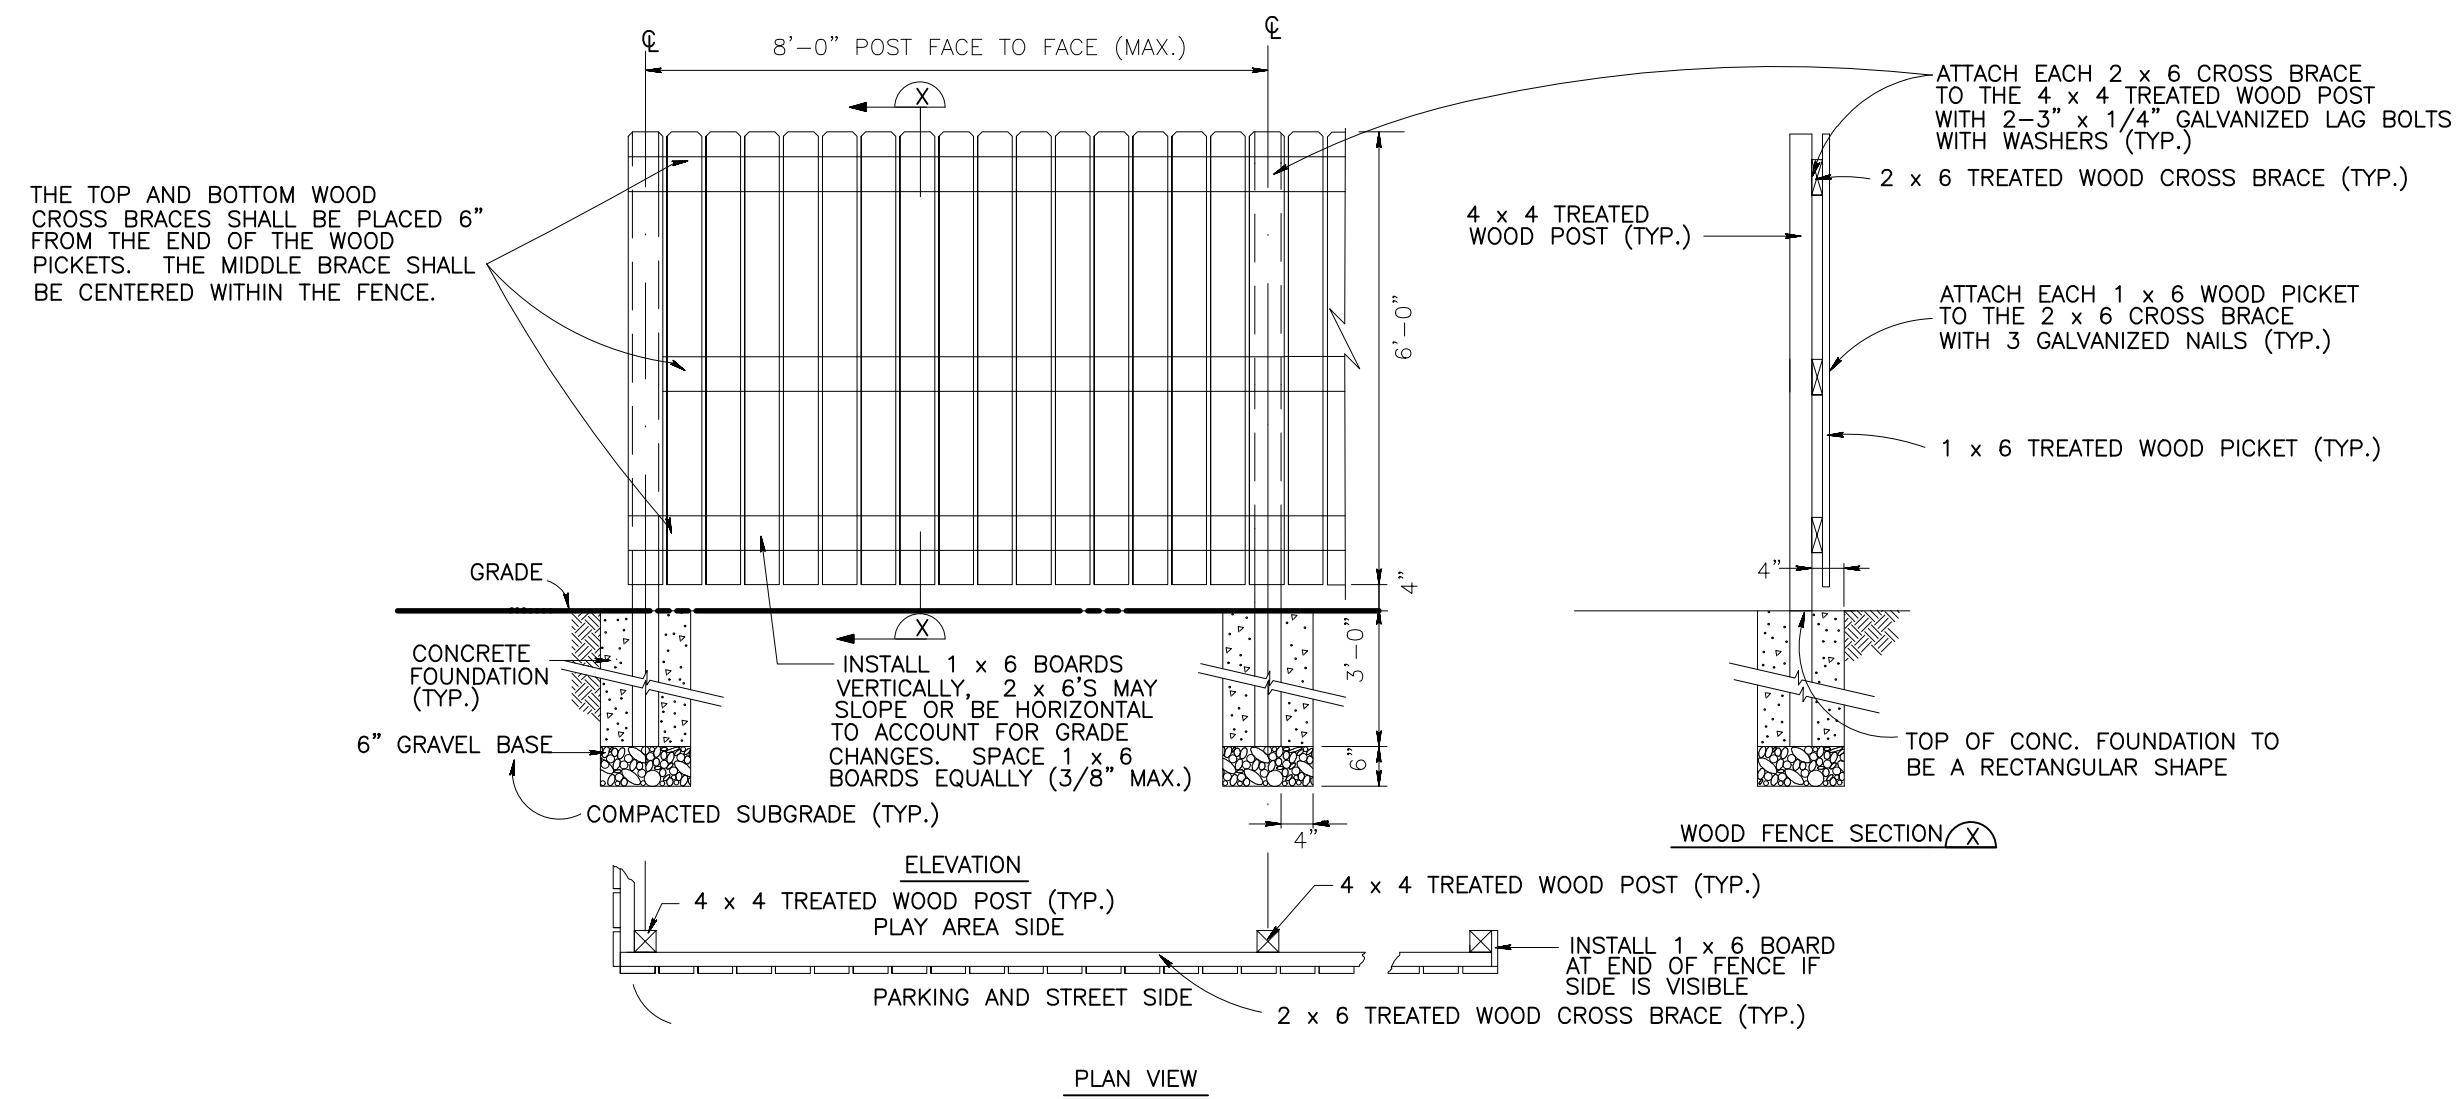 ℄
℄
8'-0" POST FACE TO FACE (MAX.)
X
ATTACH EACH 2 x 6 CROSS BRACE
TO THE 4 x 4 TREATED WOOD POST
WITH 2-3" x 1/4" GALVANIZED LAG BOLTS
WITH WASHERS (TYP.)
2 x 6 TREATED WOOD CROSS BRACE (TYP.)
THE TOP AND BOTTOM WOOD
CROSS BRACES SHALL BE PLACED 6"
FROM THE END OF THE WOOD
PICKETS. THE MIDDLE BRACE SHALL
BE CENTERED WITHIN THE FENCE.
4 x 4 TREATED
WOOD POST (TYP.)
6'-0"
ATTACH EACH 1 x 6 WOOD PICKET
TO THE 2 x 6 CROSS BRACE
WITH 3 GALVANIZED NAILS (TYP.)
1 x 6 TREATED WOOD PICKET (TYP.)
GRADE
4"
4"
X
3'-0"
CONCRETE
FOUNDATION
(TYP.)
INSTALL 1 x 6 BOARDS
VERTICALLY, 2 x 6'S MAY
SLOPE OR BE HORIZONTAL
TO ACCOUNT FOR GRADE
CHANGES. SPACE 1 x 6
BOARDS EQUALLY (3/8" MAX.)
6" GRAVEL BASE
6"
TOP OF CONC. FOUNDATION TO
BE A RECTANGULAR SHAPE
COMPACTED SUBGRADE (TYP.)
4"
WOOD FENCE SECTION X
ELEVATION
4 x 4 TREATED WOOD POST (TYP.)
4 x 4 TREATED WOOD POST (TYP.)
PLAY AREA SIDE
INSTALL 1 x 6 BOARD
AT END OF FENCE IF
SIDE IS VISIBLE
PARKING AND STREET SIDE
2 x 6 TREATED WOOD CROSS BRACE (TYP.)
PLAN VIEW